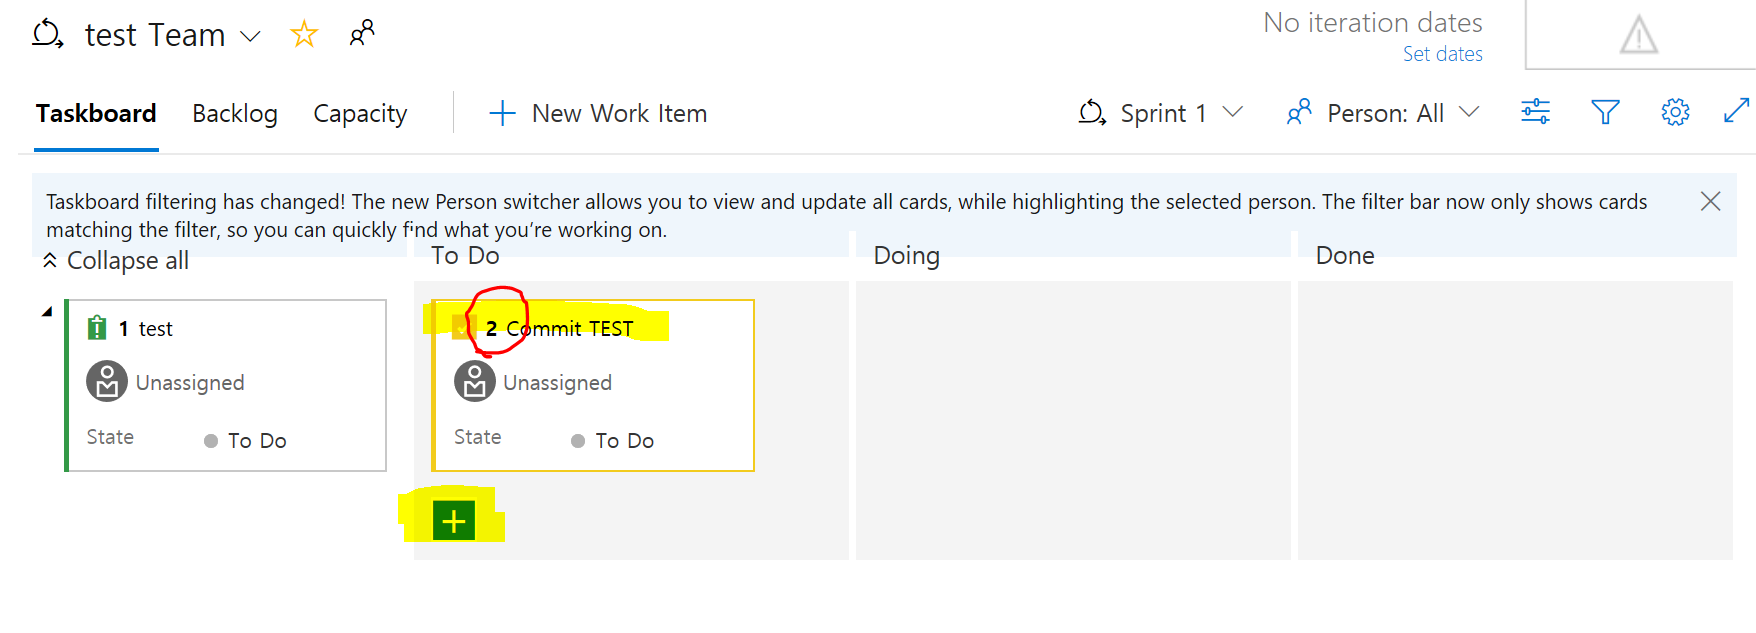 test Team
No iteration dates
Set dates
Taskboard Backlog Capacity New Work Item Sprint 1 Person: All
Taskboard filtering has changed! The new Person switcher allows you to view and update all cards, while highlighting the selected person. The filter bar now only shows cards
matching the filter, so you can quickly find what you’re working on.
Collapse all To Do Doing Done
1 test
Unassigned
State To Do
2 Commit TEST
Unassigned
State To Do